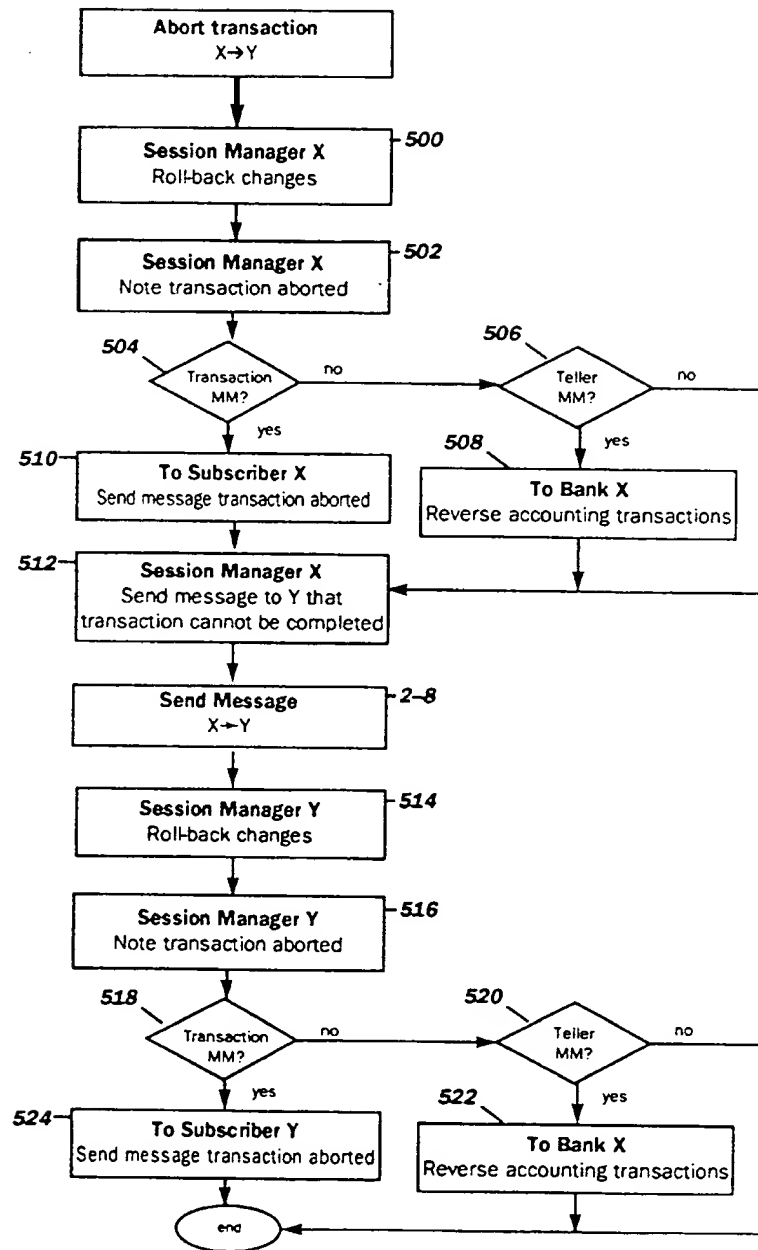 Abort transaction
X→Y
500
Session Manager X
Roll-back changes
502
Session Manager X
Note transaction aborted
504
Transaction
MM?
no
yes
506
Teller
MM?
no
yes
510
To Subscriber X
Send message transaction aborted
508
To Bank X
Reverse accounting transactions
512
Session Manager X
Send message to Y that
transaction cannot be completed
2-8
Send Message
X→Y
514
Session Manager Y
Roll-back changes
516
Session Manager Y
Note transaction aborted
518
Transaction
MM?
no
yes
520
Teller
MM?
no
yes
524
To Subscriber Y
Send message transaction aborted
522
To Bank X
Reverse accounting transactions
end